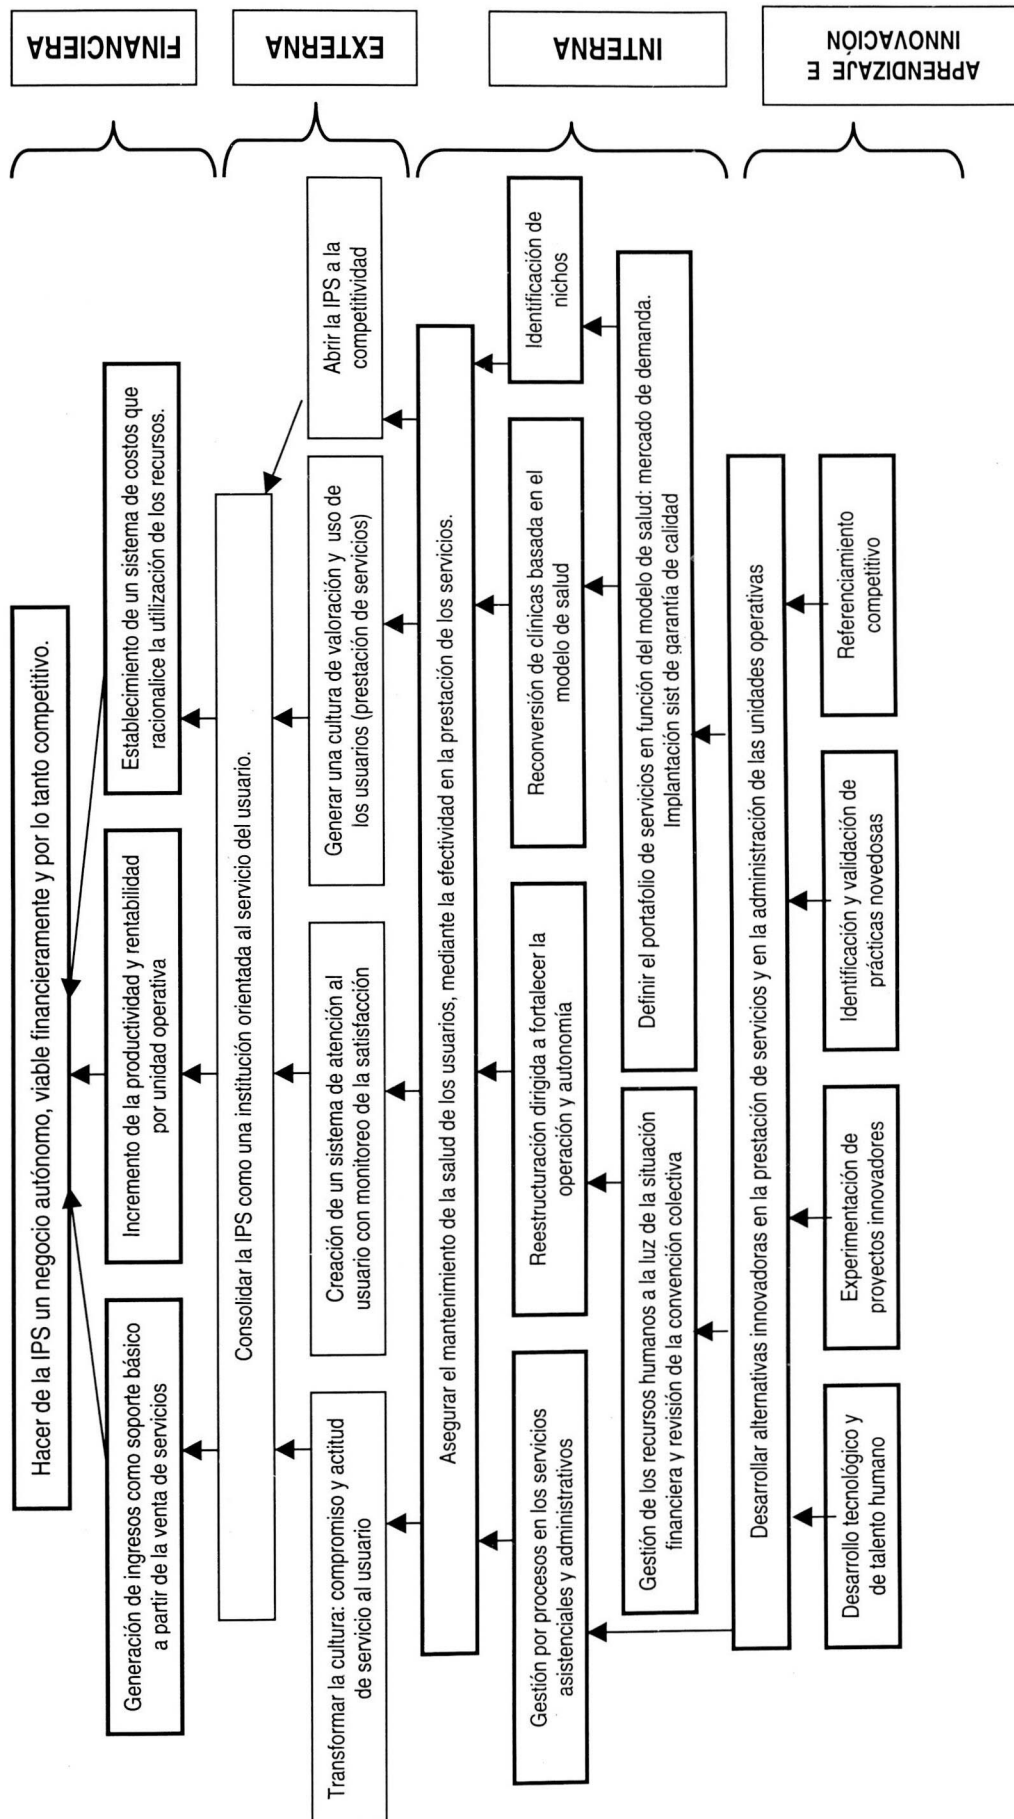 Hacer de la IPS un negocio autónomo, viable financieramente y por lo tanto competitivo.
FINANCIERA
Generación de ingresos como soporte básico
a partir de la venta de servicios
Incremento de la productividad y rentabilidad
por unidad operativa
Establecimiento de un sistema de costos que
racionalice la utilización de los recursos.
Consolidar la IPS como una institución orientada al servicio del usuario.
EXTERNA
Transformar la cultura: compromiso y actitud
de servicio al usuario
Creación de un sistema de atención al
usuario con monitoreo de la satisfacción
Generar una cultura de valoración y uso de
los usuarios (prestación de servicios)
Abrir la IPS a la
competitividad
Asegurar el mantenimiento de la salud de los usuarios, mediante la efectividad en la prestación de los servicios.
INTERNA
Gestión por procesos en los servicios
asistenciales y administrativos
Reestructuración dirigida a fortalecer la
operación y autonomía
Reconversión de clínicas basada en el
modelo de salud
Identificación de
nichos
Gestión de los recursos humanos a la luz de la situación
financiera y revisión de la convención colectiva
Definir el portafolio de servicios en función del modelo de salud: mercado de demanda.
Implantación sist de garantía de calidad
Desarrollar alternativas innovadoras en la prestación de servicios y en la administración de las unidades operativas
APRENDIZAJE E
INNOVACIÓN
Desarrollo tecnológico y
de talento humano
Experimentación de
proyectos innovadores
Identificación y validación de
prácticas novedosas
Referenciamiento
competitivo